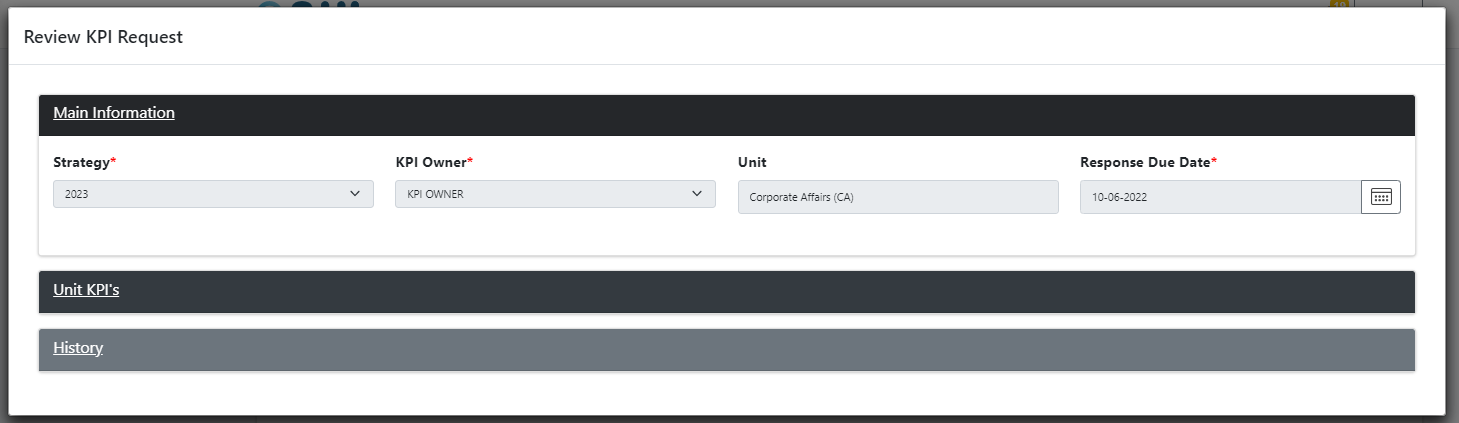 Review KPI Request
Main Information
Strategy* KPI Owner* Unit Response Due Date*
2023 KPI OWNER Corporate Affairs (CA) 10-06-2022
Unit KPI's
History